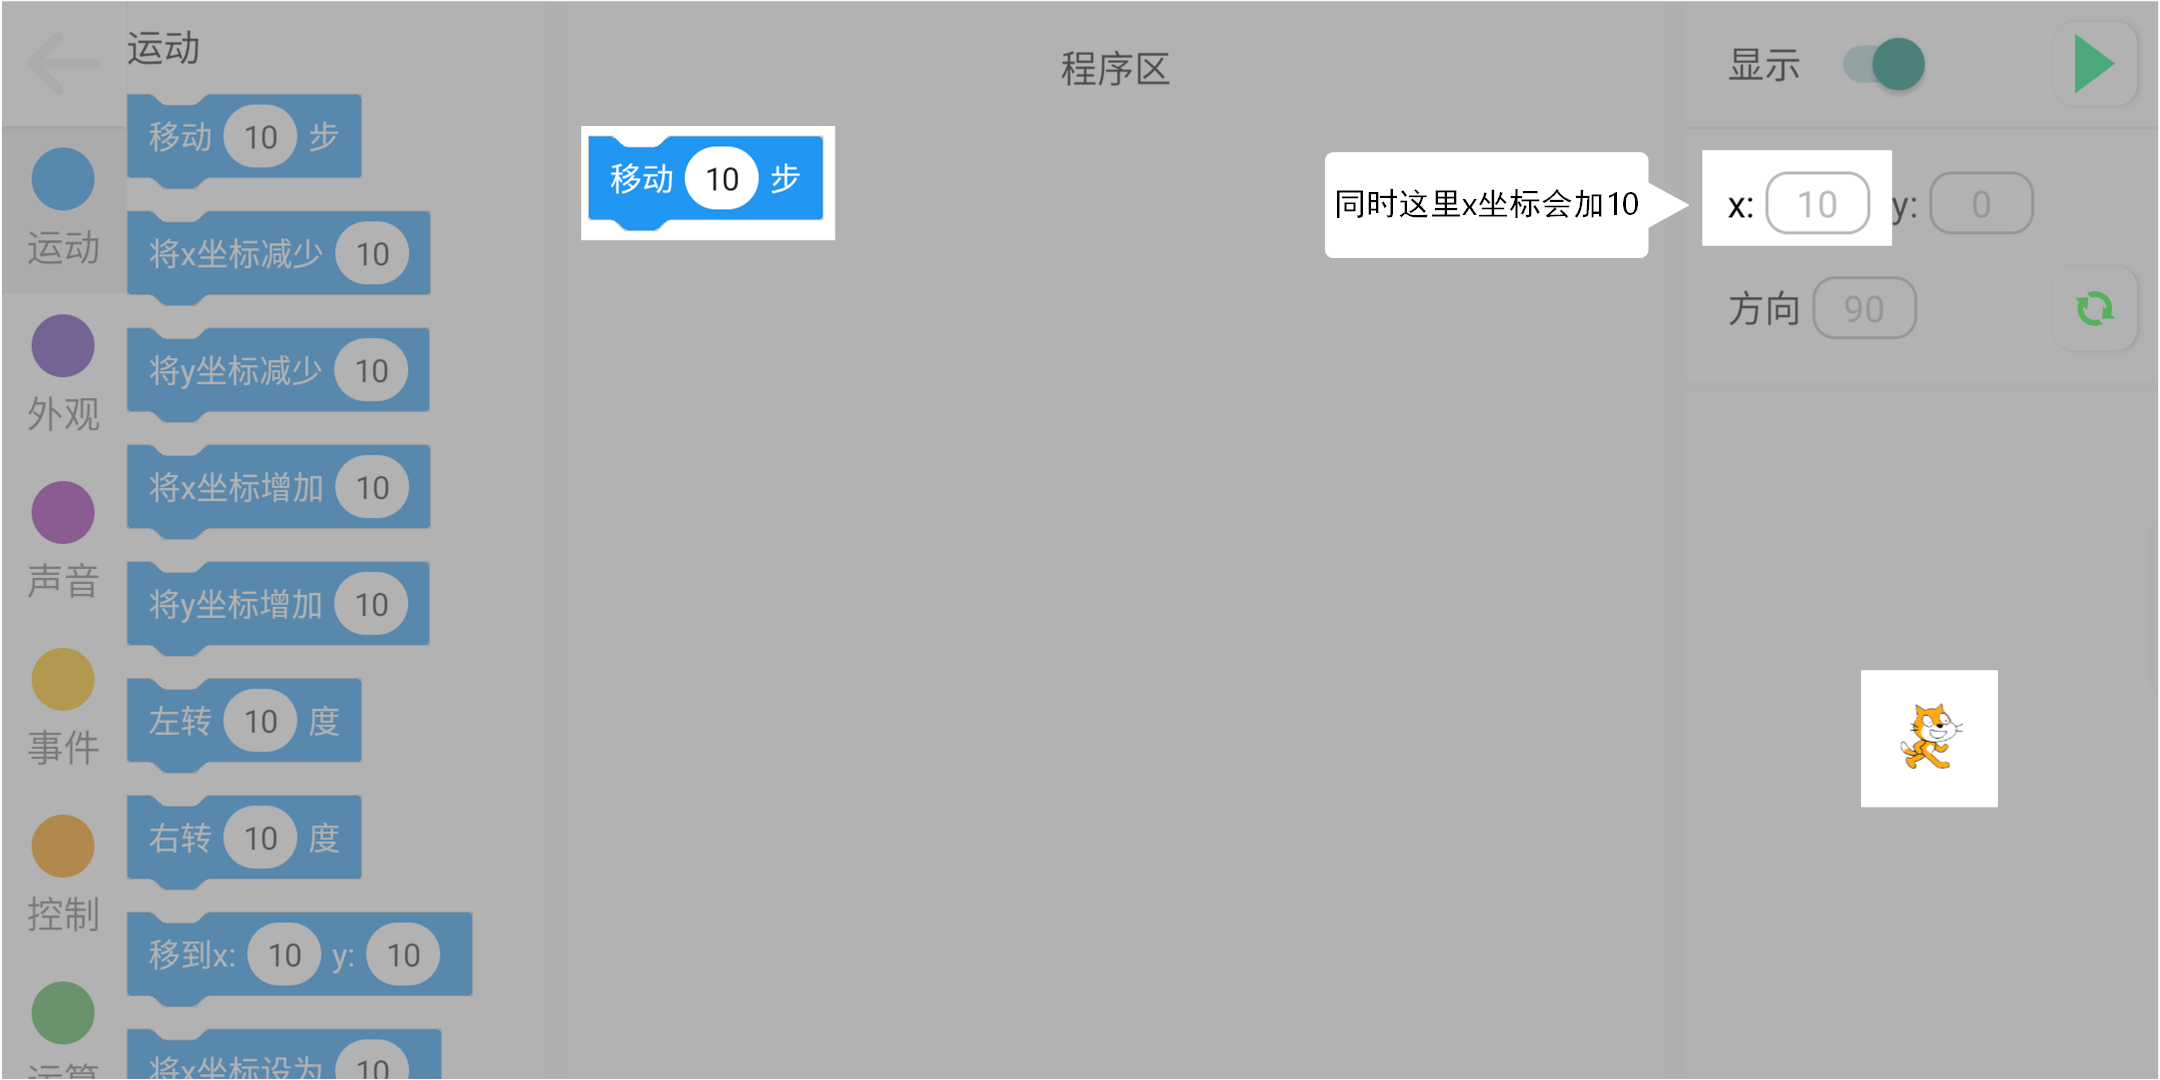 运动
程序区
显示
移动 10 步
将x坐标减少 10
将y坐标减少 10
将x坐标增加 10
将y坐标增加 10
左转 10 度
右转 10 度
移到x: 10 y: 10
将x坐标设为 10
运动
外观
声音
事件
控制
运算
移动 10 步
同时这里x坐标会加10
x: 10 y: 0
方向 90